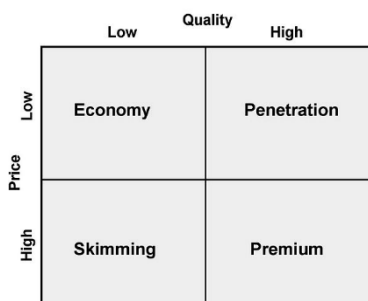 Quality
Low High
Price
Low
Economy Penetration
High
Skimming Premium